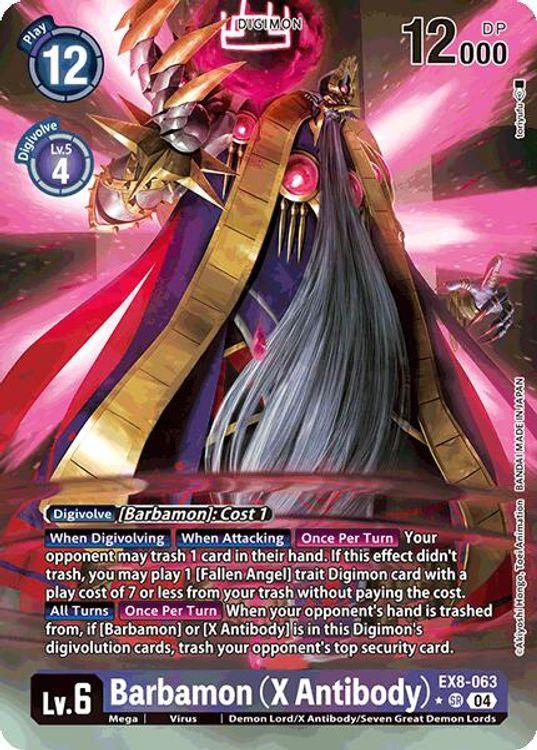 Play
12
DIGIMON
12000
DP
Digivolve
Lv.5
4
toriyufu
©Akiyoshi Hongo, Toei Animation BANDAI MADE IN JAPAN
Digivolve [Barbamon]: Cost 1
When Digivolving When Attacking Once Per Turn Your
opponent may trash 1 card in their hand. If this effect didn't
trash, you may play 1 [Fallen Angel] trait Digimon card with a
play cost of 7 or less from your trash without paying the cost.
All Turns Once Per Turn When your opponent's hand is trashed
from, if [Barbamon] or [X Antibody] is in this Digimon's
digivolution cards, trash your opponent's top security card.
Lv.6
Barbamon (X Antibody)
EX8-063
★ SR 04
Mega Virus Demon Lord/X Antibody/Seven Great Demon Lords